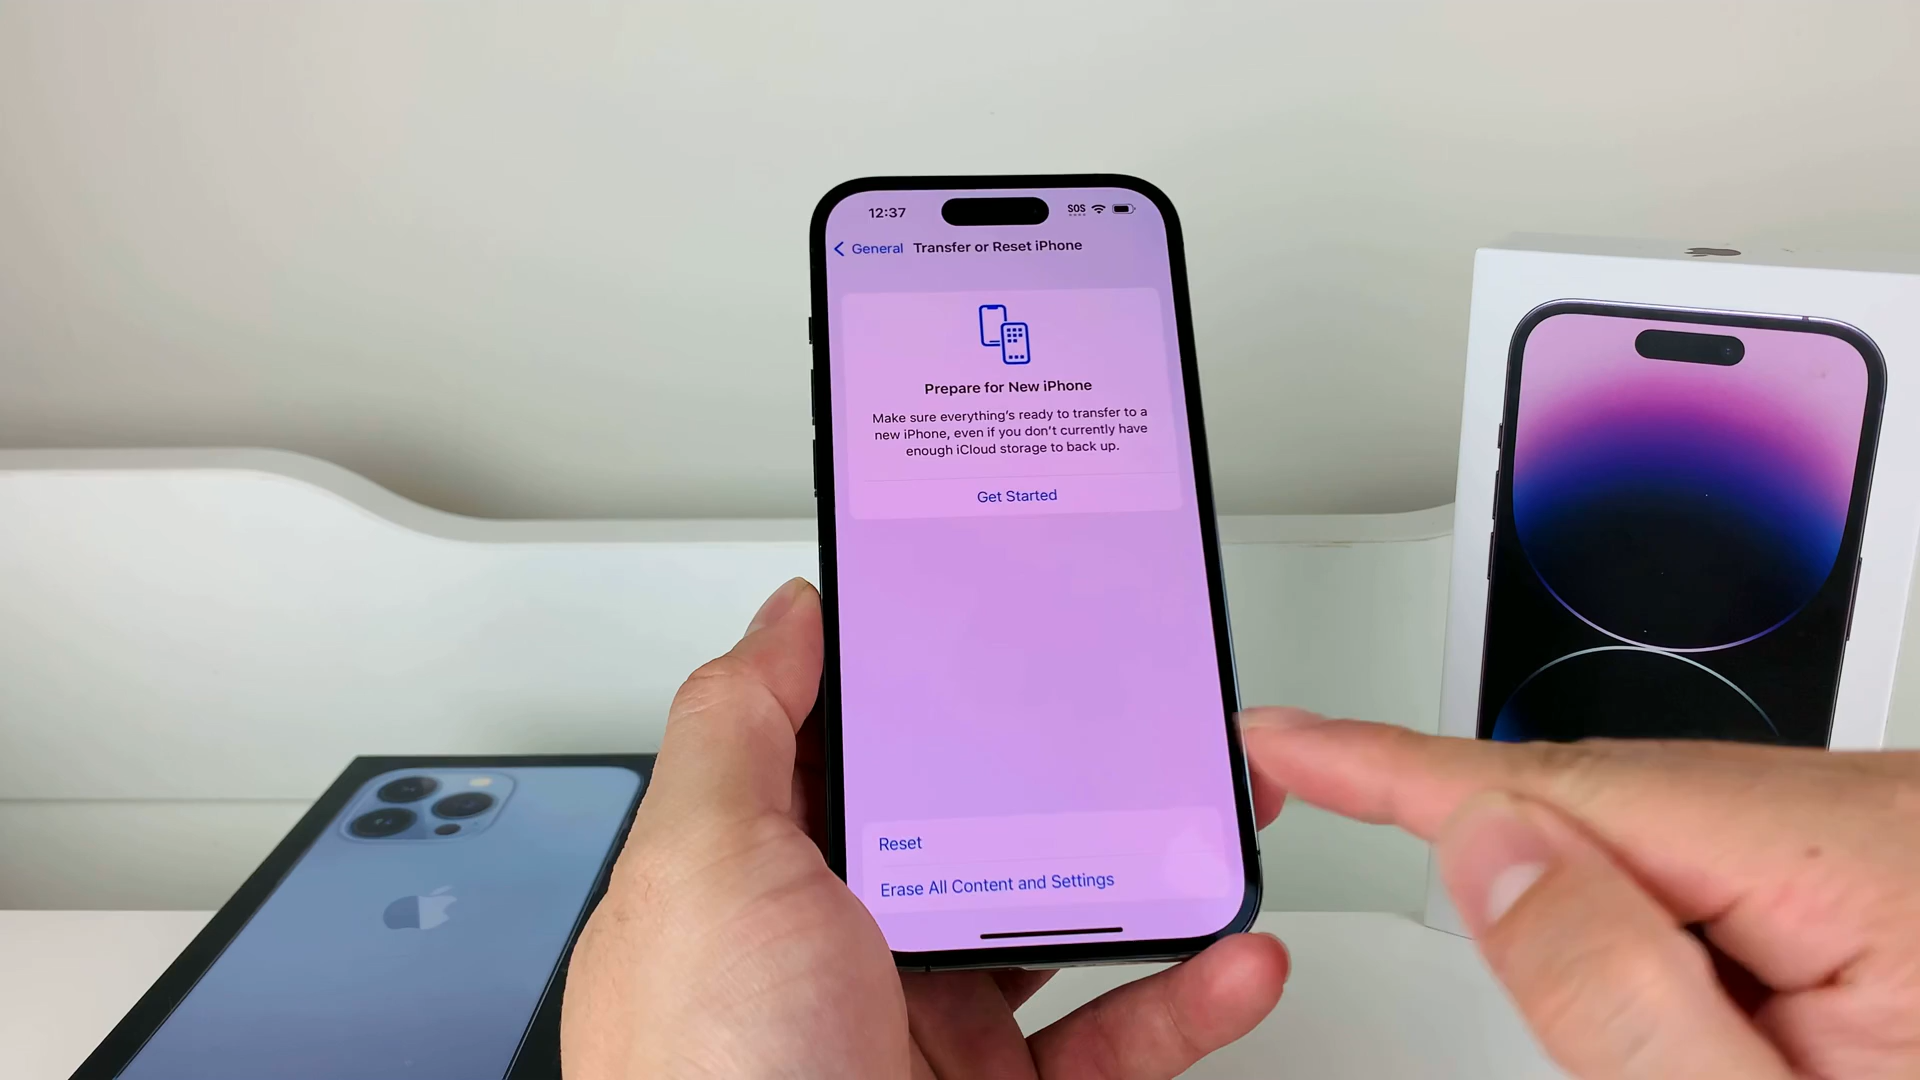 12:37
SOS
General
Transfer or Reset iPhone
Prepare for New iPhone
Make sure everything's ready to transfer to a
new iPhone, even if you don't currently have
enough iCloud storage to back up.
Get Started
Reset
Erase All Content and Settings